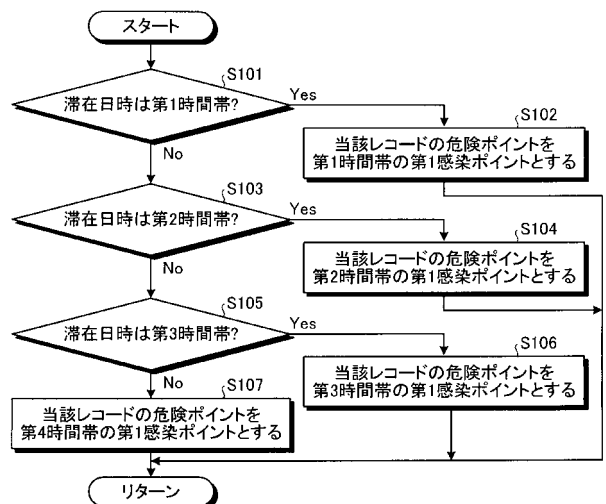 スタート
S101
滞在日時は第1時間帯?
Yes
No
S102
当該レコードの危険ポイントを
第1時間帯の第1感染ポイントとする
S103
滞在日時は第2時間帯?
Yes
No
S104
当該レコードの危険ポイントを
第2時間帯の第1感染ポイントとする
S105
滞在日時は第3時間帯?
Yes
No
S106
当該レコードの危険ポイントを
第3時間帯の第1感染ポイントとする
S107
当該レコードの危険ポイントを
第4時間帯の第1感染ポイントとする
リターン